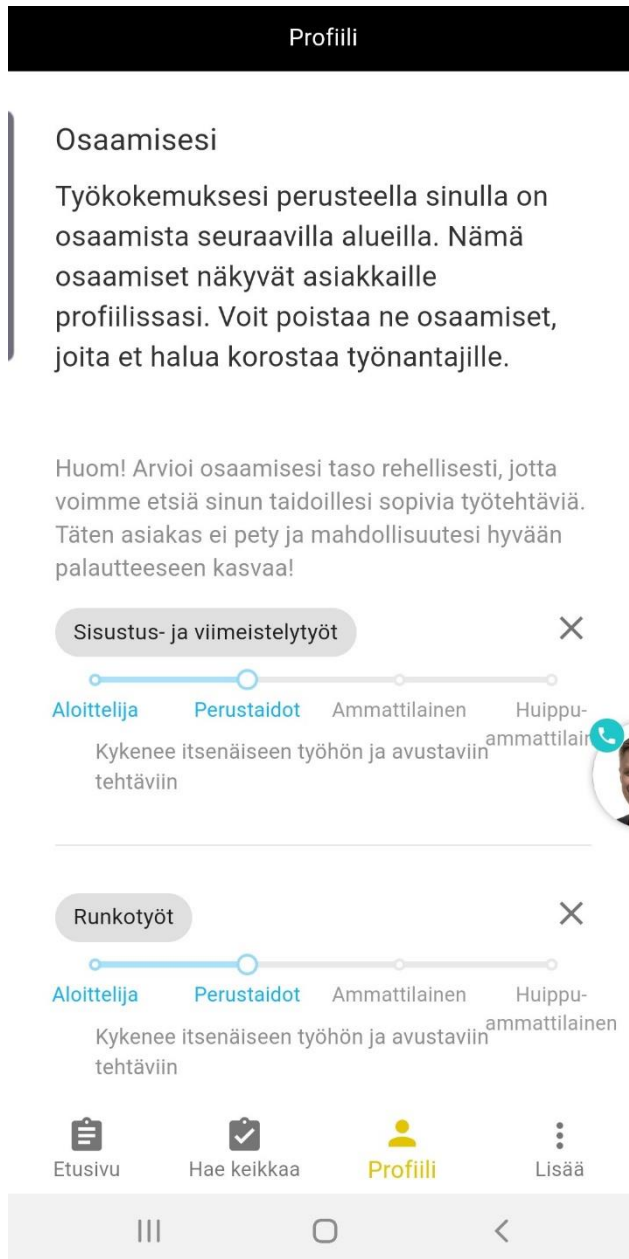 Profiili
Osaamisesi
Työkokemuksesi perusteella sinulla on
osaamista seuraavilla alueilla. Nämä
osaamiset näkyvät asiakkaille
profiilissasi. Voit poistaa ne osaamiset,
joita et halua korostaa työnantajille.
Huom! Arvioi osaamisesi taso rehellisesti, jotta
voimme etsiä sinun taidoillesi sopivia työtehtäviä.
Täten asiakas ei pety ja mahdollisuutesi hyvään
palautteeseen kasvaa!
Sisustus- ja viimeistelytyöt
Aloittelija Perustaidot Ammattilainen Huippu-
ammattilai
Kykenee itsenäiseen työhön ja avustaviin
tehtäviin
Runkotyöt
Aloittelija Perustaidot Ammattilainen Huippu-
ammattilainen
Kykenee itsenäiseen työhön ja avustaviin
tehtäviin
Etusivu Hae keikkaa Profiili Lisää